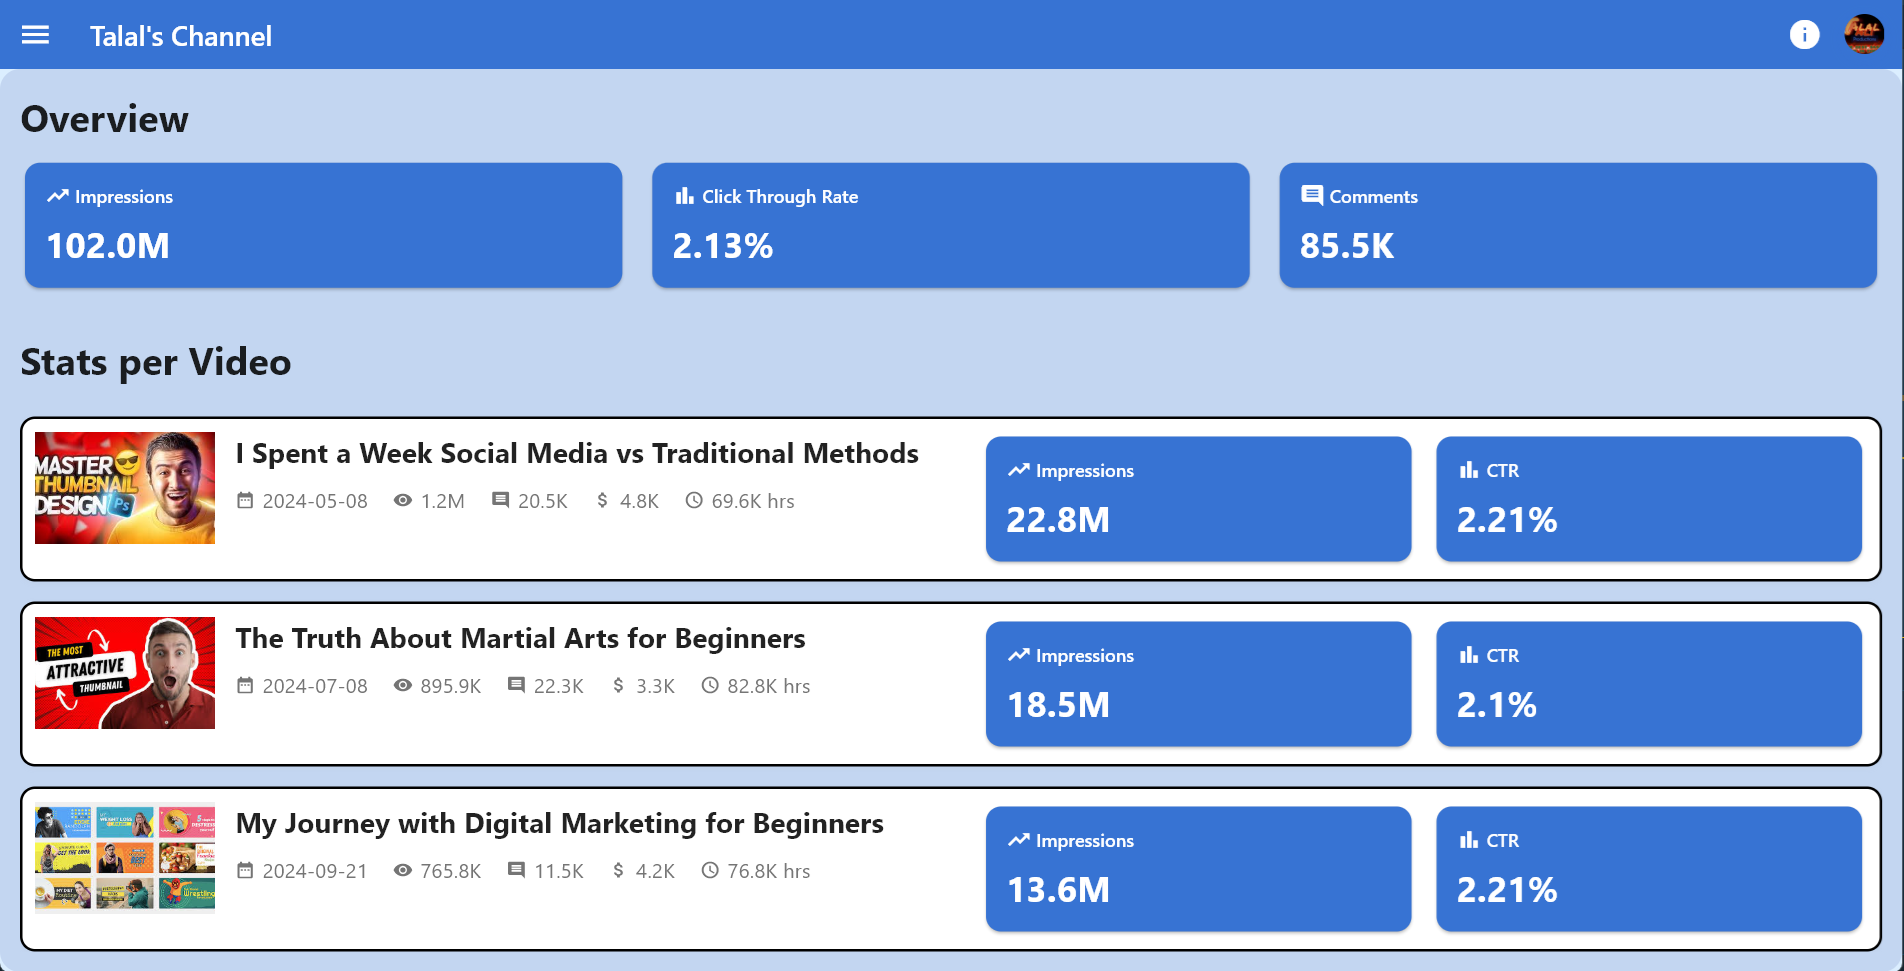 Talal's Channel
Overview
Impressions
102.0M
Click Through Rate
2.13%
Comments
85.5K
Stats per Video
MASTER
THUMBNAIL
DESIGN Ps
I Spent a Week Social Media vs Traditional Methods
2024-05-08 1.2M 20.5K $ 4.8K 69.6K hrs
Impressions
22.8M
CTR
2.21%
THE MOST
ATTRACTIVE
THUMBNAIL
The Truth About Martial Arts for Beginners
2024-07-08 895.9K 22.3K $ 3.3K 82.8K hrs
Impressions
18.5M
CTR
2.1%
GET THE LOOK
BEST
Wrestling
My Journey with Digital Marketing for Beginners
2024-09-21 765.8K 11.5K $ 4.2K 76.8K hrs
Impressions
13.6M
CTR
2.21%